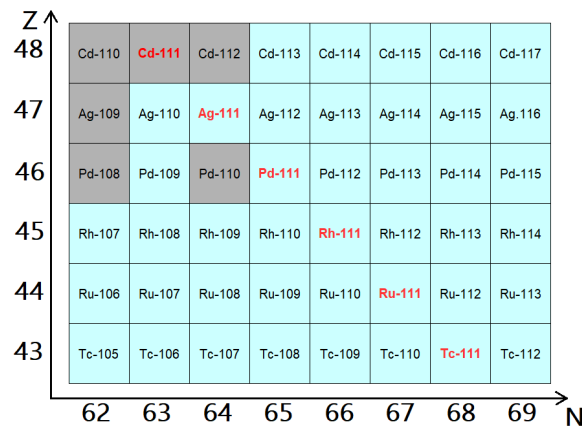 Z
48 Cd-110 Cd-111 Cd-112 Cd-113 Cd-114 Cd-115 Cd-116 Cd-117
47 Ag-109 Ag-110 Ag-111 Ag-112 Ag-113 Ag-114 Ag-115 Ag.116
46 Pd-108 Pd-109 Pd-110 Pd-111 Pd-112 Pd-113 Pd-114 Pd-115
45 Rh-107 Rh-108 Rh-109 Rh-110 Rh-111 Rh-112 Rh-113 Rh-114
44 Ru-106 Ru-107 Ru-108 Ru-109 Ru-110 Ru-111 Ru-112 Ru-113
43 Tc-105 Tc-106 Tc-107 Tc-108 Tc-109 Tc-110 Tc-111 Tc-112
62 63 64 65 66 67 68 69 N